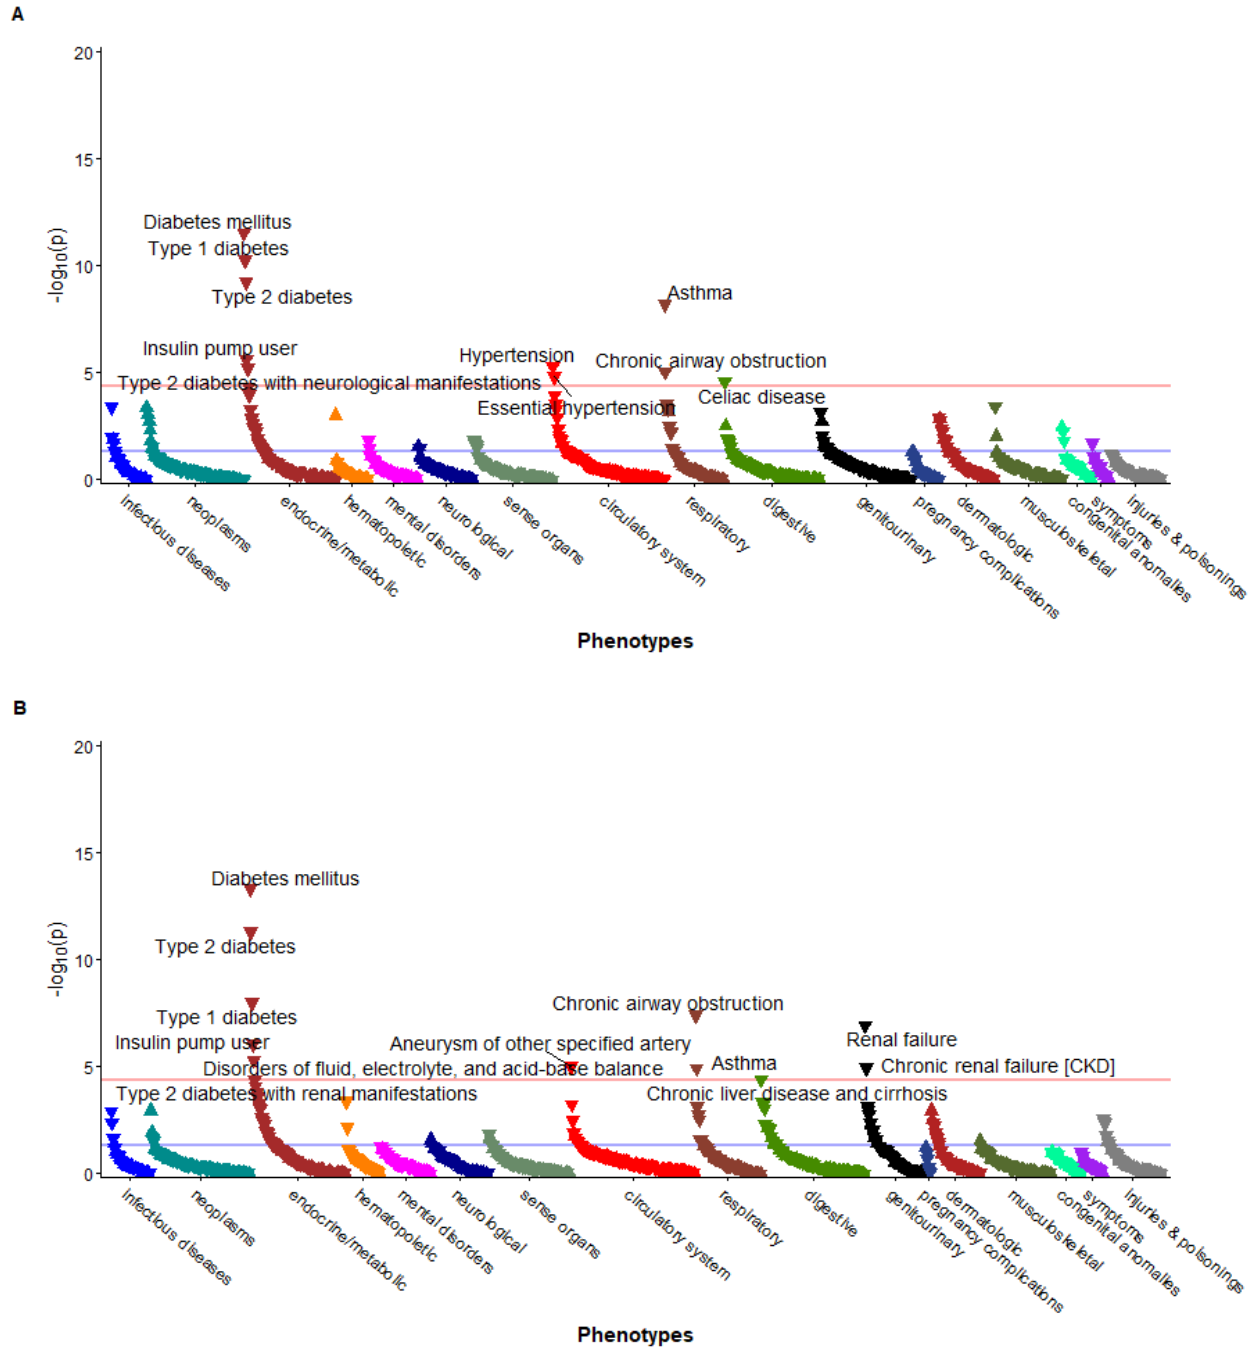 A
20
15
10
5
0
-log10(p)
Diabetes mellitus
Type 1 diabetes
Type 2 diabetes
Asthma
Insulin pump user
Hypertension
Chronic airway obstruction
Type 2 diabetes with neurological manifestations
Essential hypertension
Celiac disease
infectious diseases
neoplasms
endocrine/metabolic
hematopoietic
mental disorders
neurological
sense organs
circulatory system
respiratory
digestive
genitourinary
pregnancy complications
dermatologic
musculoskeletal
congenital anomalies
symptoms
injuries & poisonings
Phenotypes
B
20
15
10
5
0
-log10(p)
Diabetes mellitus
Type 2 diabetes
Type 1 diabetes
Chronic airway obstruction
Insulin pump user
Aneurysm of other specified artery
Renal failure
Disorders of fluid, electrolyte, and acid-base balance
Asthma
Chronic renal failure [CKD]
Type 2 diabetes with renal manifestations
Chronic liver disease and cirrhosis
infectious diseases
neoplasms
endocrine/metabolic
hematopoietic
mental disorders
neurological
sense organs
circulatory system
respiratory
digestive
genitourinary
pregnancy complications
dermatologic
musculoskeletal
congenital anomalies
symptoms
injuries & poisonings
Phenotypes